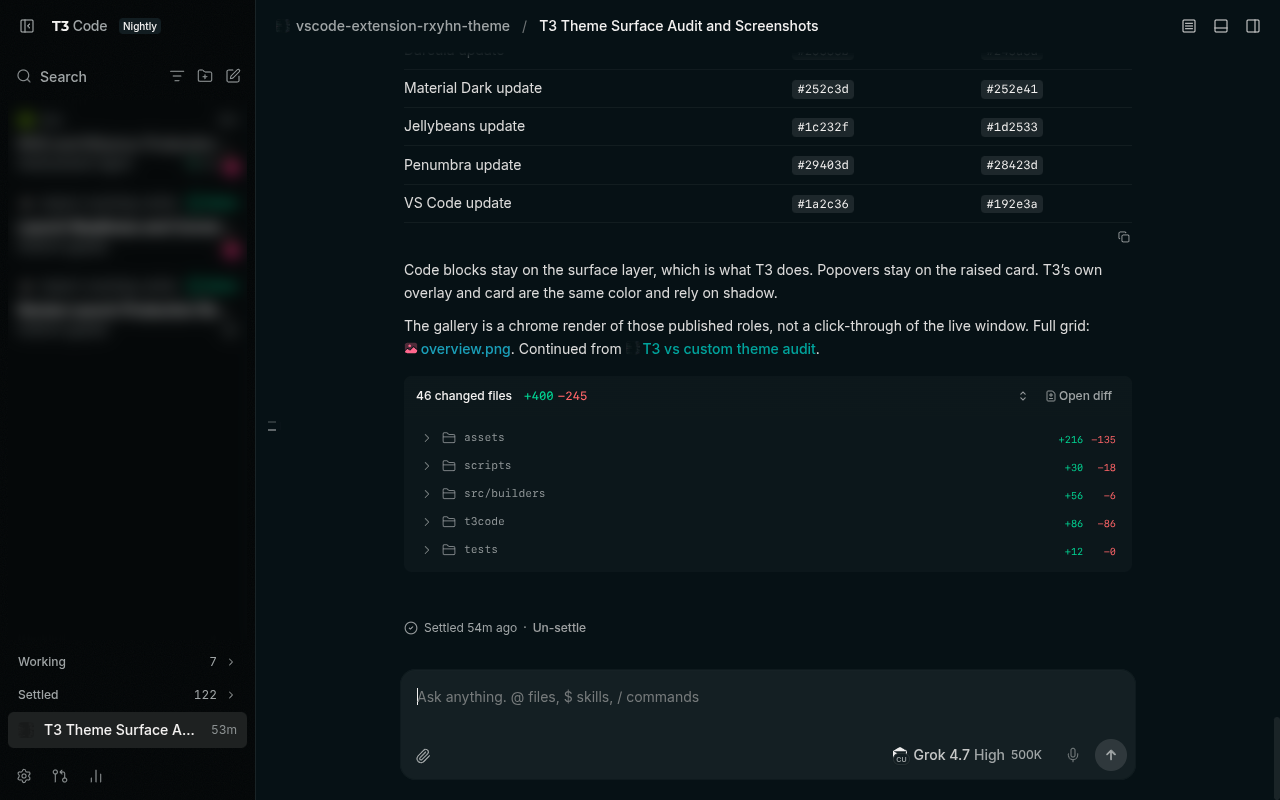 T3 Code Nightly
vscode-extension-rxyhn-theme / T3 Theme Surface Audit and Screenshots
Search
Material Dark update #252c3d #252e41
Jellybeans update #1c232f #1d2533
Penumbra update #29403d #28423d
VS Code update #1a2c36 #192e3a
Code blocks stay on the surface layer, which is what T3 does. Popovers stay on the raised card. T3’s own
overlay and card are the same color and rely on shadow.
The gallery is a chrome render of those published roles, not a click-through of the live window. Full grid:
overview.png. Continued from T3 vs custom theme audit.
46 changed files +400 −245 Open diff
assets +216 −135
scripts +30 −18
src/builders +56 −6
t3code +86 −86
tests +12 −0
Settled 54m ago · Un-settle
Working 7
Settled 122
T3 Theme Surface A... 53m
Ask anything. @ files, $ skills, / commands
CU Grok 4.7 High 500K